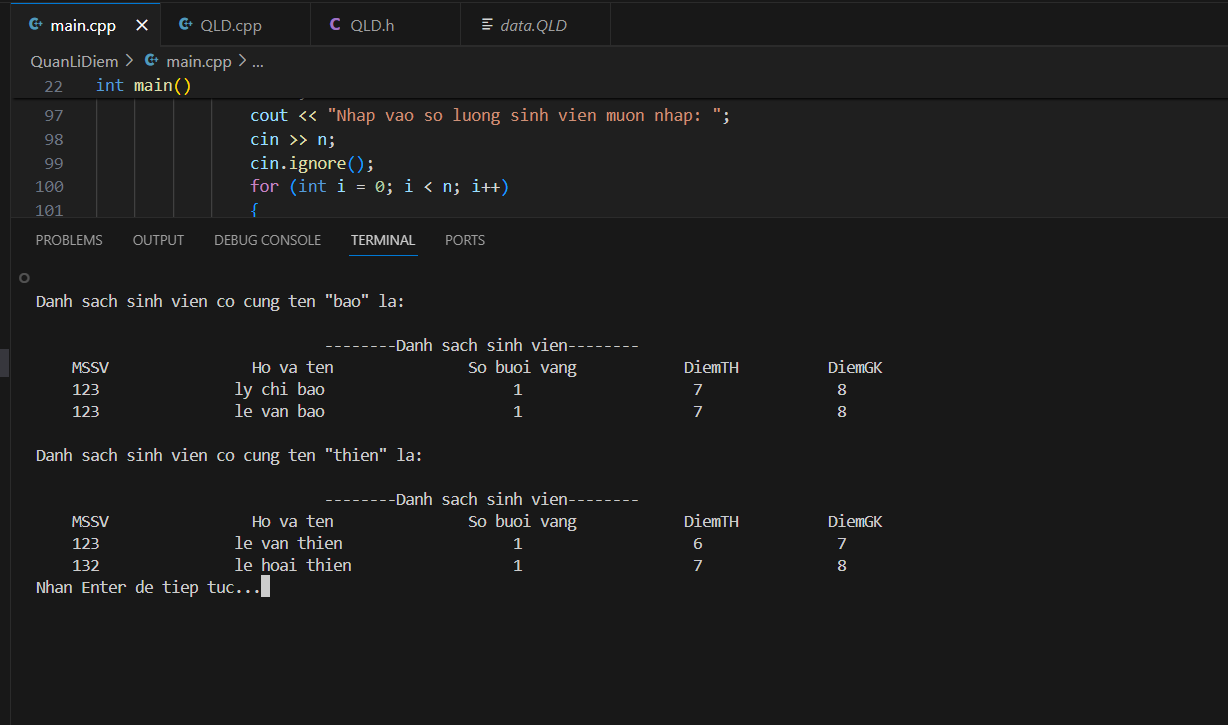 main.cpp QLD.cpp C QLD.h data.QLD
QuanLiDiem > main.cpp > ...
22 int main()
97 cout << "Nhap vao so luong sinh vien muon nhap: ";
98 cin >> n;
99 cin.ignore();
100 for (int i = 0; i < n; i++)
101 {
PROBLEMS OUTPUT DEBUG CONSOLE TERMINAL PORTS
Danh sach sinh vien co cung ten "bao" la:
--------Danh sach sinh vien--------
MSSV Ho va ten So buoi vang DiemTH DiemGK
123 ly chi bao 1 7 8
123 le van bao 1 7 8
Danh sach sinh vien co cung ten "thien" la:
--------Danh sach sinh vien--------
MSSV Ho va ten So buoi vang DiemTH DiemGK
123 le van thien 1 6 7
132 le hoai thien 1 7 8
Nhan Enter de tiep tuc...